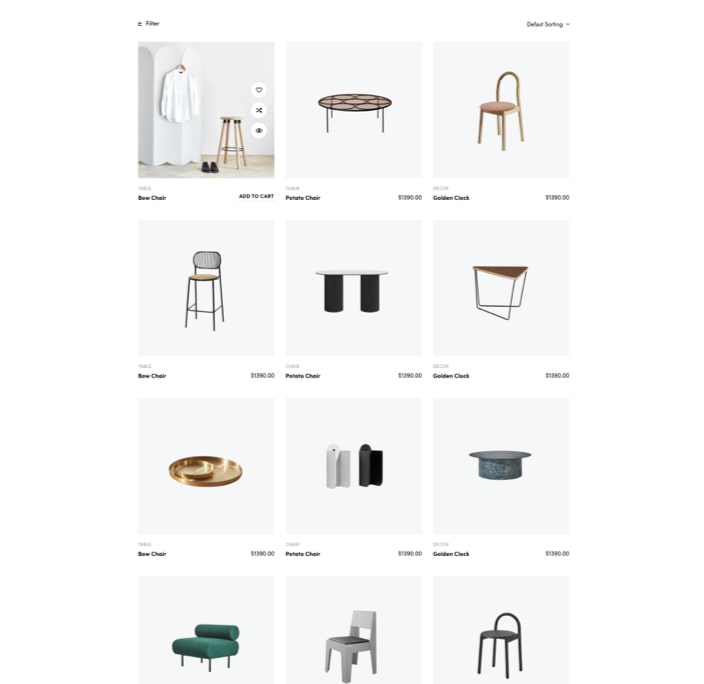 Filter
Defaut Sorting
TABLE
Bow Chair
ADD TO CART
CHAIR
Potato Chair
$1390.00
DECOR
Golden Clock
$1390.00
TABLE
Bow Chair
$1390.00
CHAIR
Potato Chair
$1390.00
DECOR
Golden Clock
$1390.00
TABLE
Bow Chair
$1390.00
CHAIR
Potato Chair
$1390.00
DECOR
Golden Clock
$1390.00